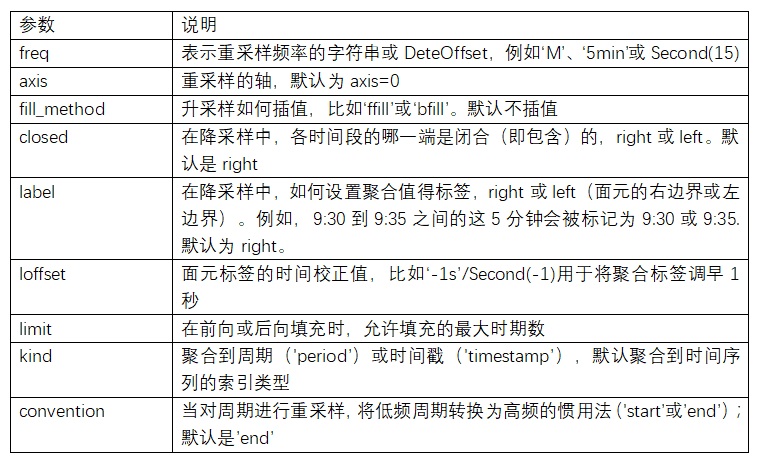 参数 说明
freq 表示重采样频率的字符串或 DeteOffset，例如‘M’、‘5min’或 Second(15)
axis 重采样的轴，默认为 axis=0
fill_method 升采样如何插值，比如‘ffill’或‘bfill’。默认不插值
closed 在降采样中，各时间段的哪一端是闭合（即包含）的，right 或 left。默
认是 right
label 在降采样中，如何设置聚合值得标签，right 或 left（面元的右边界或左
边界）。例如，9:30 到 9:35 之间的这 5 分钟会被标记为 9:30 或 9:35.
默认为 right。
loffset 面元标签的时间校正值，比如‘-1s’/Second(-1)用于将聚合标签调早 1
秒
limit 在前向或后向填充时，允许填充的最大时期数
kind 聚合到周期（‘period’）或时间戳（‘timestamp’），默认聚合到时间序
列的索引类型
convention 当对周期进行重采样,将低频周期转换为高频的惯用法（‘start’或‘end’）；
默认是’end’